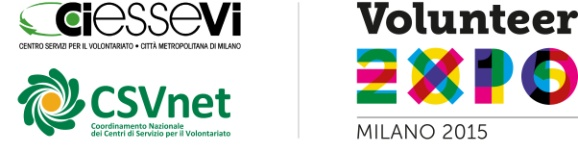 CIESSEVI
CENTRO SERVIZI PER IL VOLONTARIATO • CITTÀ METROPOLITANA DI MILANO
CSVnet
Coordinamento Nazionale
dei Centri di Servizio per il Volontariato
Volunteer
EXPO
MILANO 2015